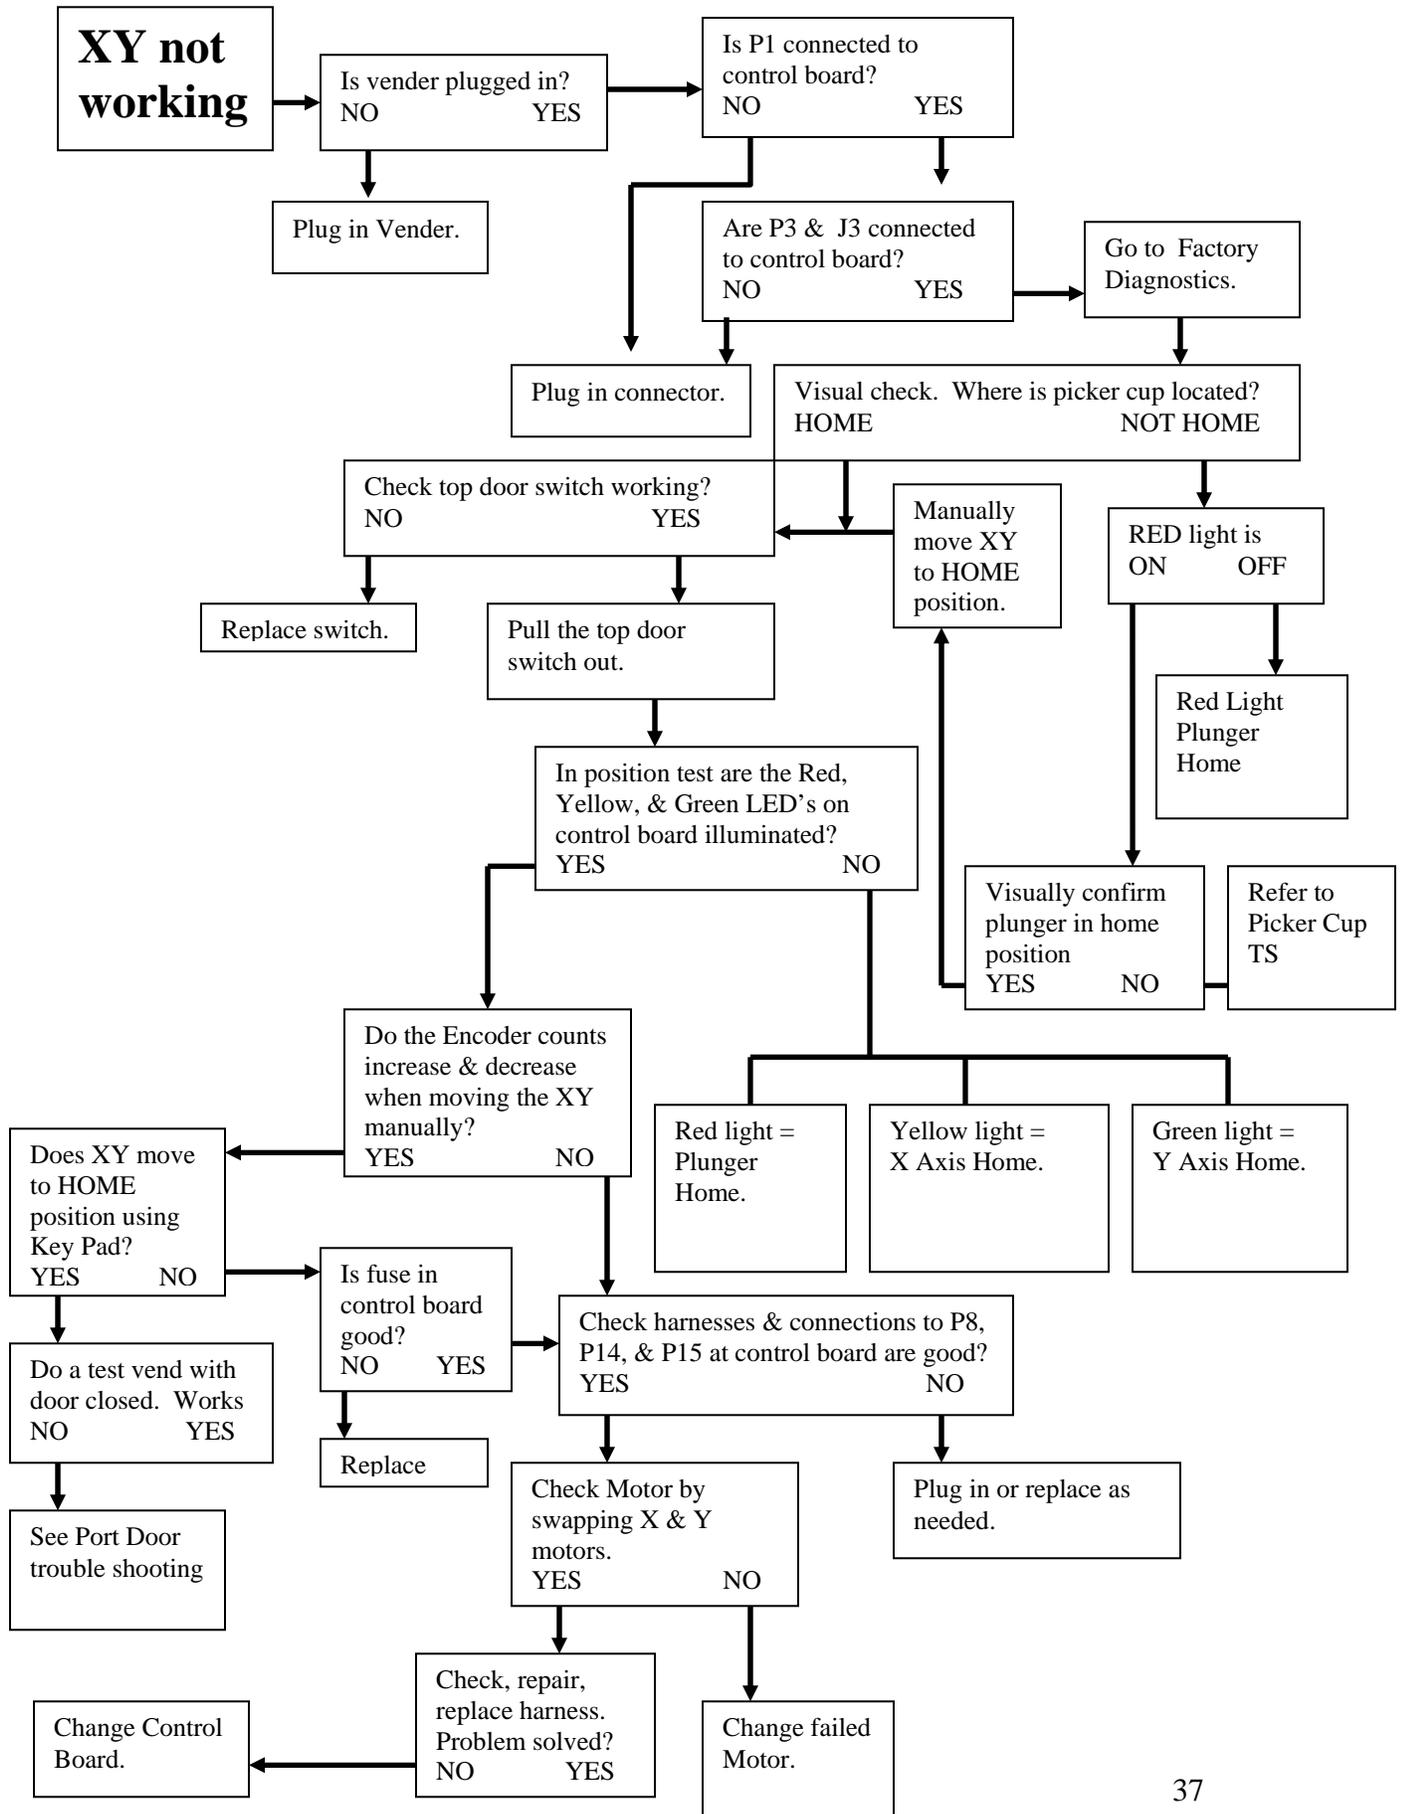 XY not
working
Is vender plugged in?
NO YES
Is P1 connected to
control board?
NO YES
Plug in Vender.
Are P3 & J3 connected
to control board?
NO YES
Go to Factory
Diagnostics.
Plug in connector.
Visual check. Where is picker cup located?
HOME NOT HOME
Check top door switch working?
NO YES
Manually
move XY
to HOME
position.
RED light is
ON OFF
Replace switch.
Pull the top door
switch out.
Red Light
Plunger
Home
In position test are the Red,
Yellow, & Green LED’s on
control board illuminated?
YES NO
Visually confirm
plunger in home
position
YES NO
Refer to
Picker Cup
TS
Do the Encoder counts
increase & decrease
when moving the XY
manually?
YES NO
Red light =
Plunger
Home.
Yellow light =
X Axis Home.
Green light =
Y Axis Home.
Does XY move
to HOME
position using
Key Pad?
YES NO
Is fuse in
control board
good?
NO YES
Check harnesses & connections to P8,
P14, & P15 at control board are good?
YES NO
Do a test vend with
door closed. Works
NO YES
Replace
Check Motor by
swapping X & Y
motors.
YES NO
Plug in or replace as
needed.
See Port Door
trouble shooting
Check, repair,
replace harness.
Problem solved?
NO YES
Change Control
Board.
Change failed
Motor.
37